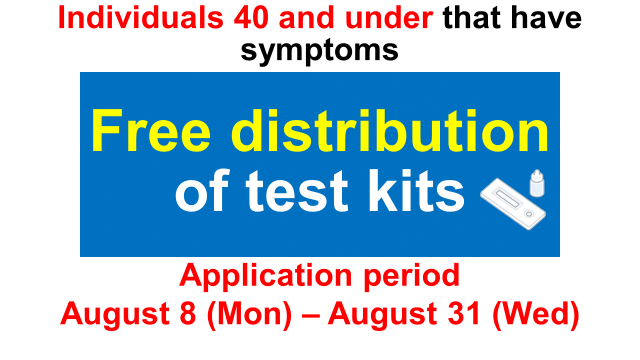 Individuals 40 and under that have
symptoms
Free distribution
of test kits
Application period
August 8 (Mon) – August 31 (Wed)